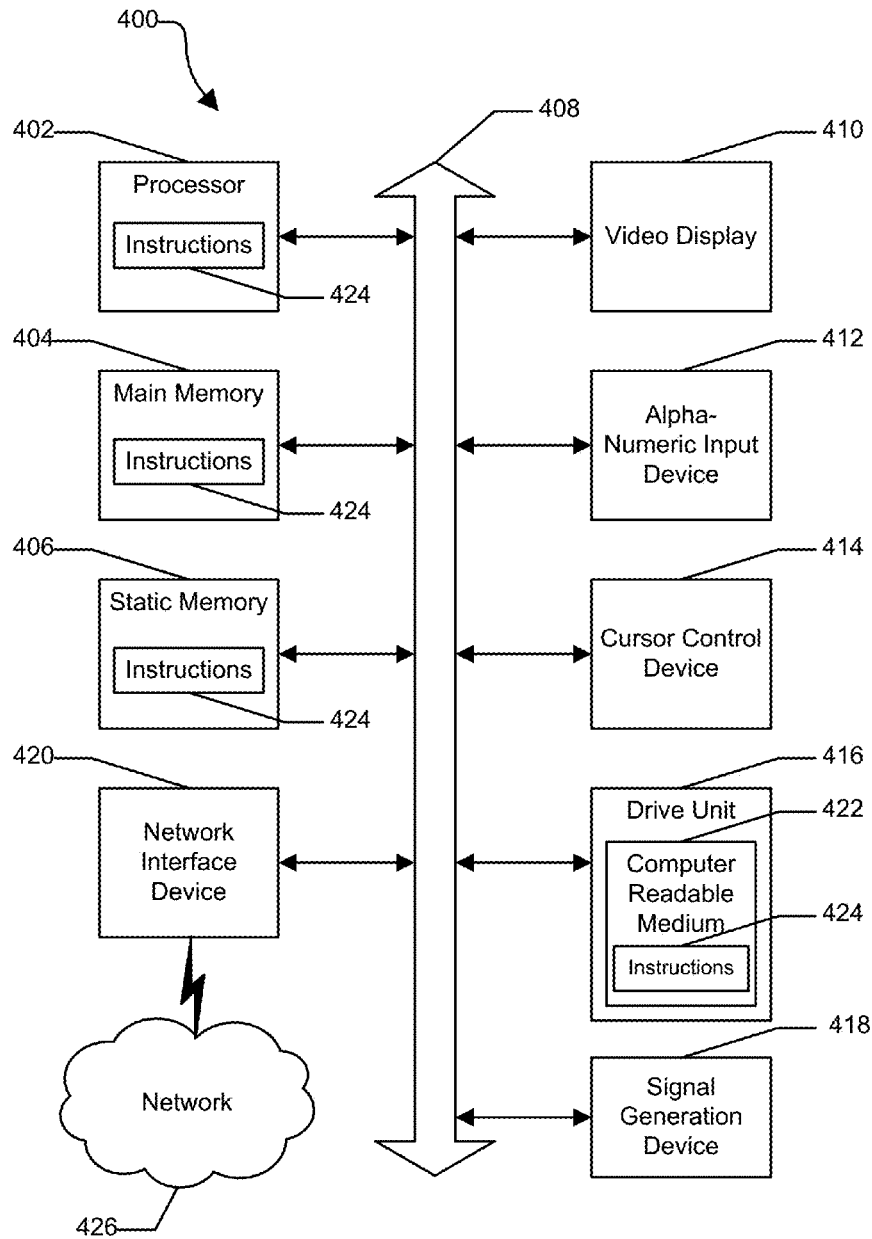 400
402
408
410
Processor
Instructions
424
Video Display
404
412
Main Memory
Instructions
424
Alpha-
Numeric Input
Device
406
414
Static Memory
Instructions
424
Cursor Control
Device
420
416
Network
Interface
Device
Drive Unit
422
Computer
Readable
Medium
424
Instructions
418
Signal
Generation
Device
Network
426